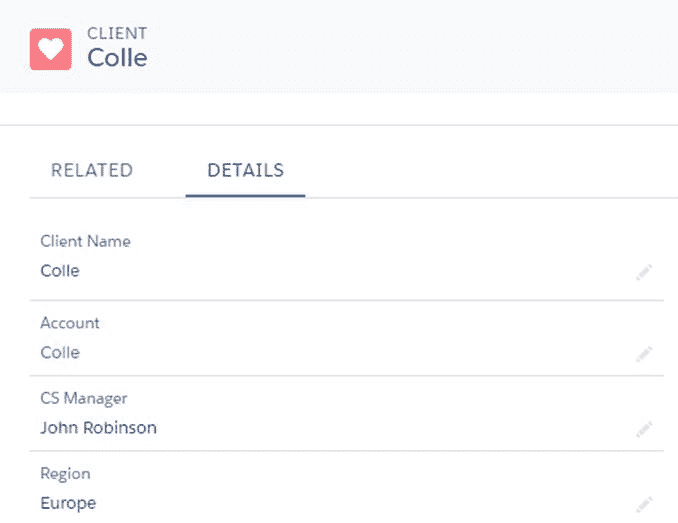 CLIENT
Colle
RELATED DETAILS
Client Name
Colle
Account
Colle
CS Manager
John Robinson
Region
Europe